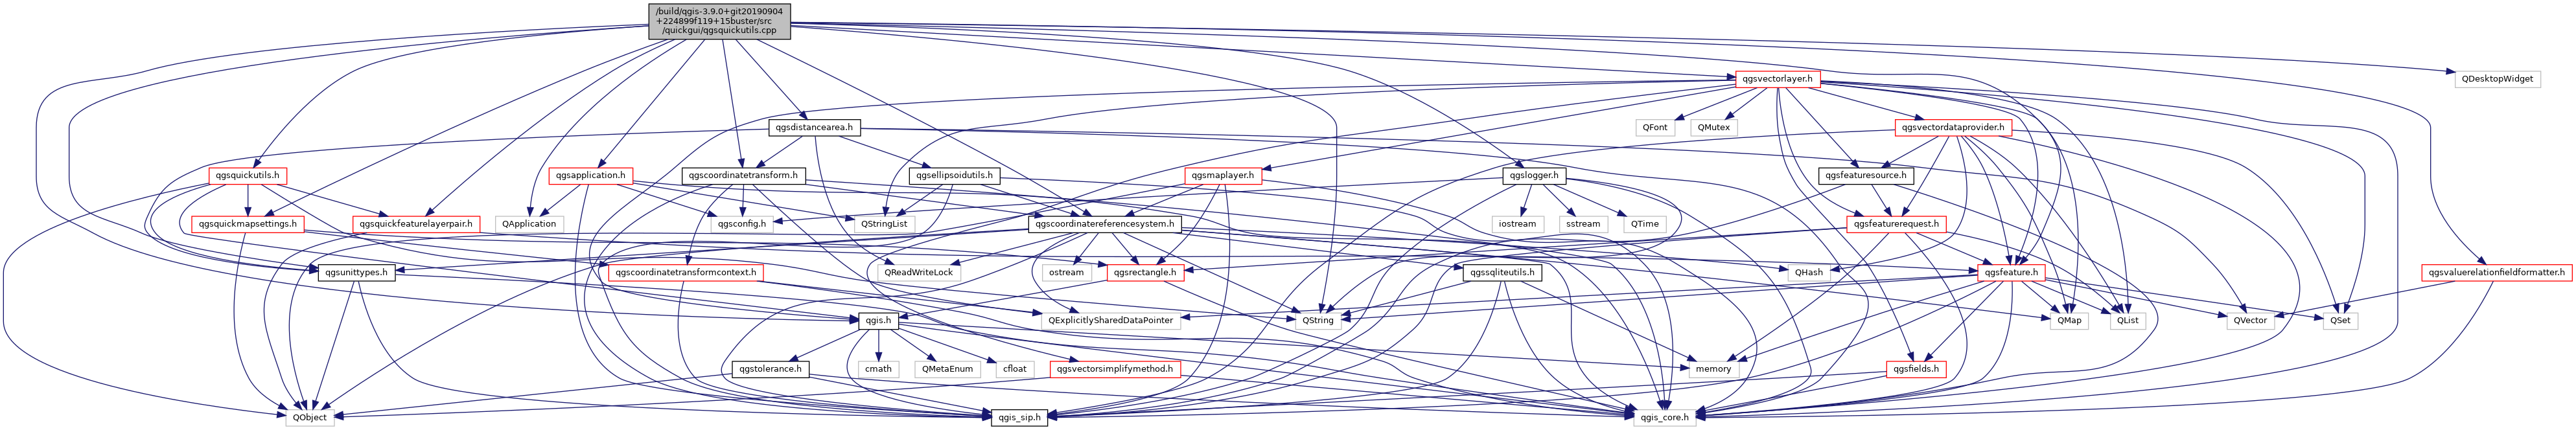 /build/qgis-3.9.0+git20190904
+224899f119+15buster/src
/quickgui/qgsquickutils.cpp
qgsvectorlayer.h
QDesktopWidget
qgsdistancearea.h
QFont
QMutex
qgsvectordataprovider.h
qgsquickutils.h
qgsapplication.h
qgscoordinatetransform.h
qgsellipsoidutils.h
qgsmaplayer.h
qgslogger.h
qgsfeaturesource.h
qgsquickmapsettings.h
qgsquickfeaturelayerpair.h
QApplication
qgsconfig.h
QStringList
qgscoordinatereferencesystem.h
iostream
sstream
QTime
qgsfeaturerequest.h
qgsunittypes.h
qgscoordinatetransformcontext.h
QReadWriteLock
ostream
qgsrectangle.h
qgssqliteutils.h
QHash
qgsfeature.h
qgsvaluerelationfieldformatter.h
qgis.h
QExplicitlySharedDataPointer
QString
QMap
QList
QVector
QSet
qgstolerance.h
cmath
QMetaEnum
cfloat
qgsvectorsimplifymethod.h
memory
qgsfields.h
QObject
qgis_sip.h
qgis_core.h